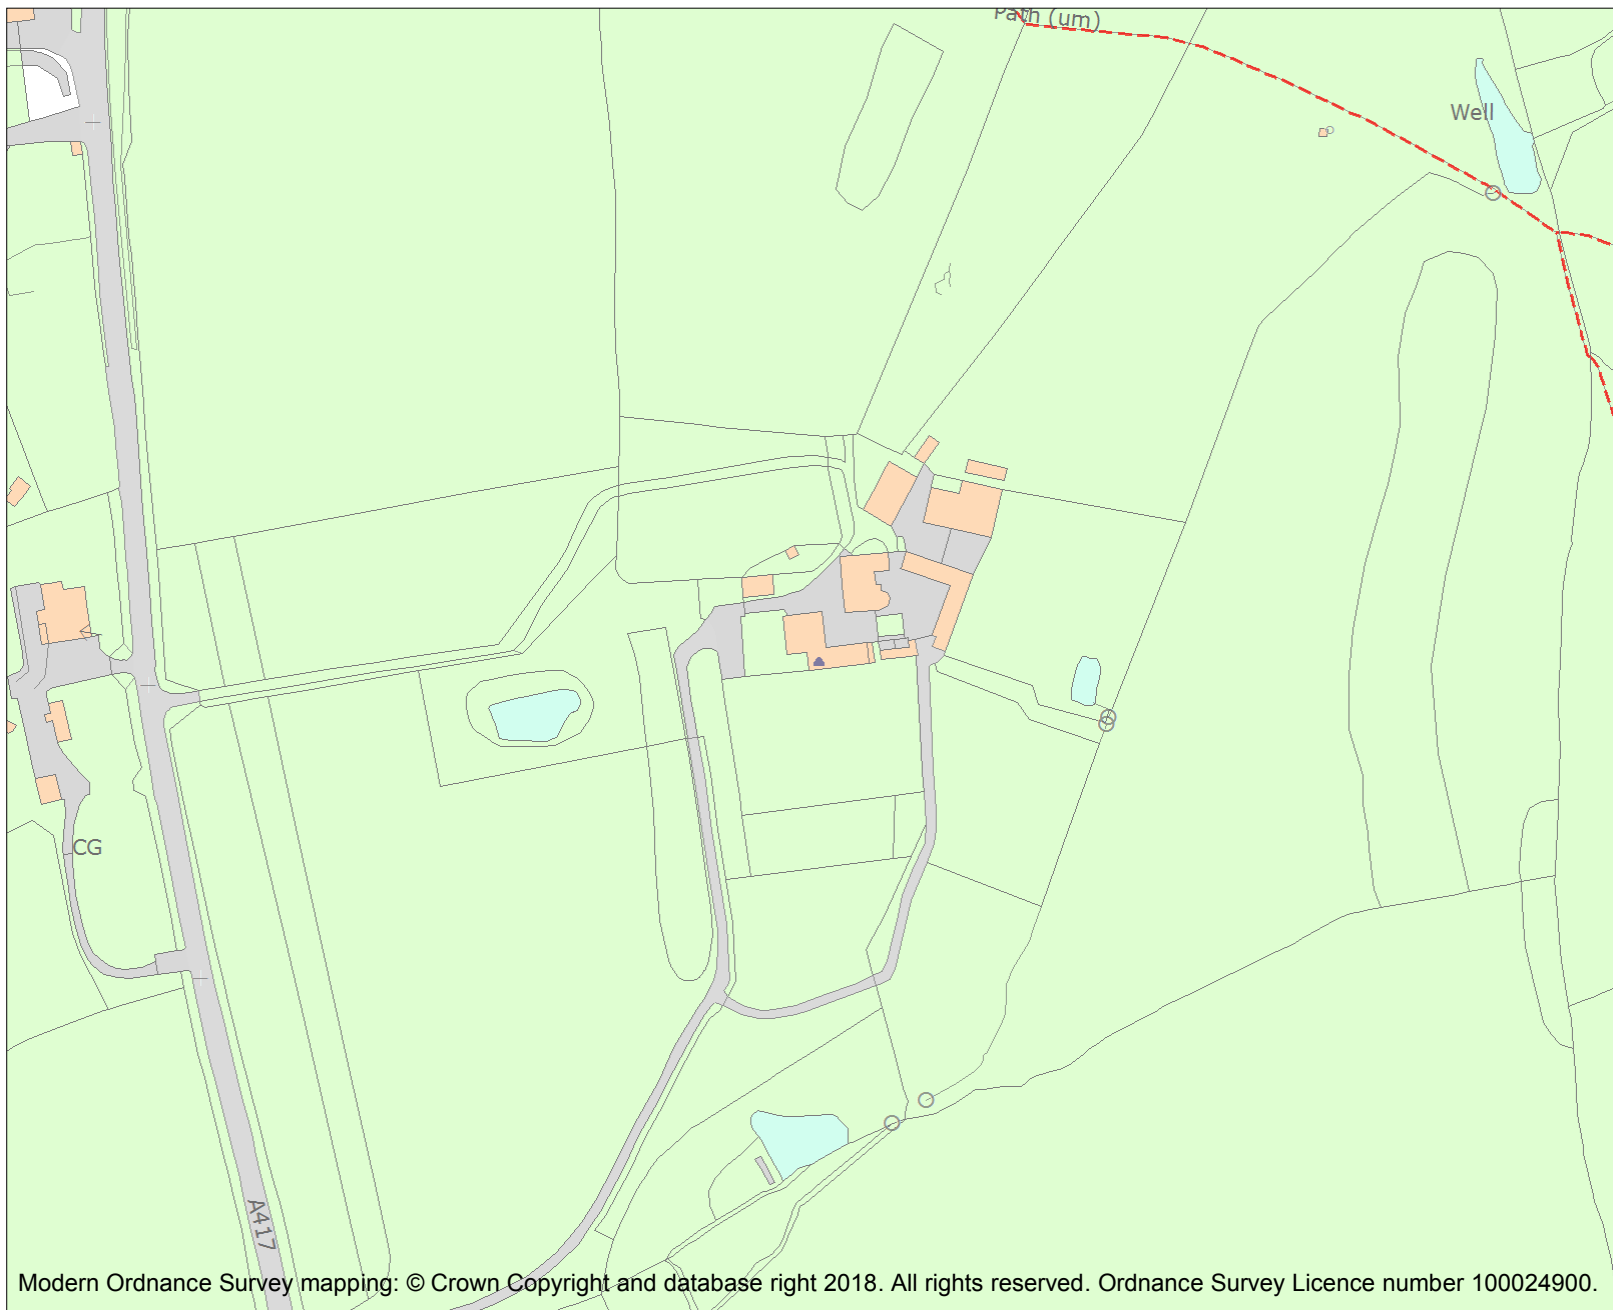 Path (um)
Well
CG
A417
Modern Ordnance Survey mapping: © Crown Copyright and database right 2018. All rights reserved. Ordnance Survey Licence number 100024900.